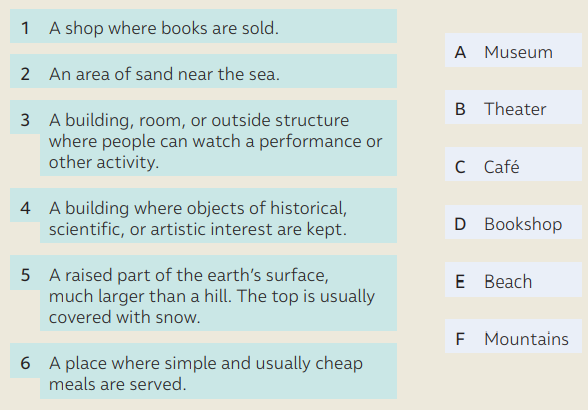 1 A shop where books are sold.
2 An area of sand near the sea.
3 A building, room, or outside structure
where people can watch a performance or
other activity.
4 A building where objects of historical,
scientific, or artistic interest are kept.
5 A raised part of the earth's surface,
much larger than a hill. The top is usually
covered with snow.
6 A place where simple and usually cheap
meals are served.
A Museum
B Theater
C Café
D Bookshop
E Beach
F Mountains